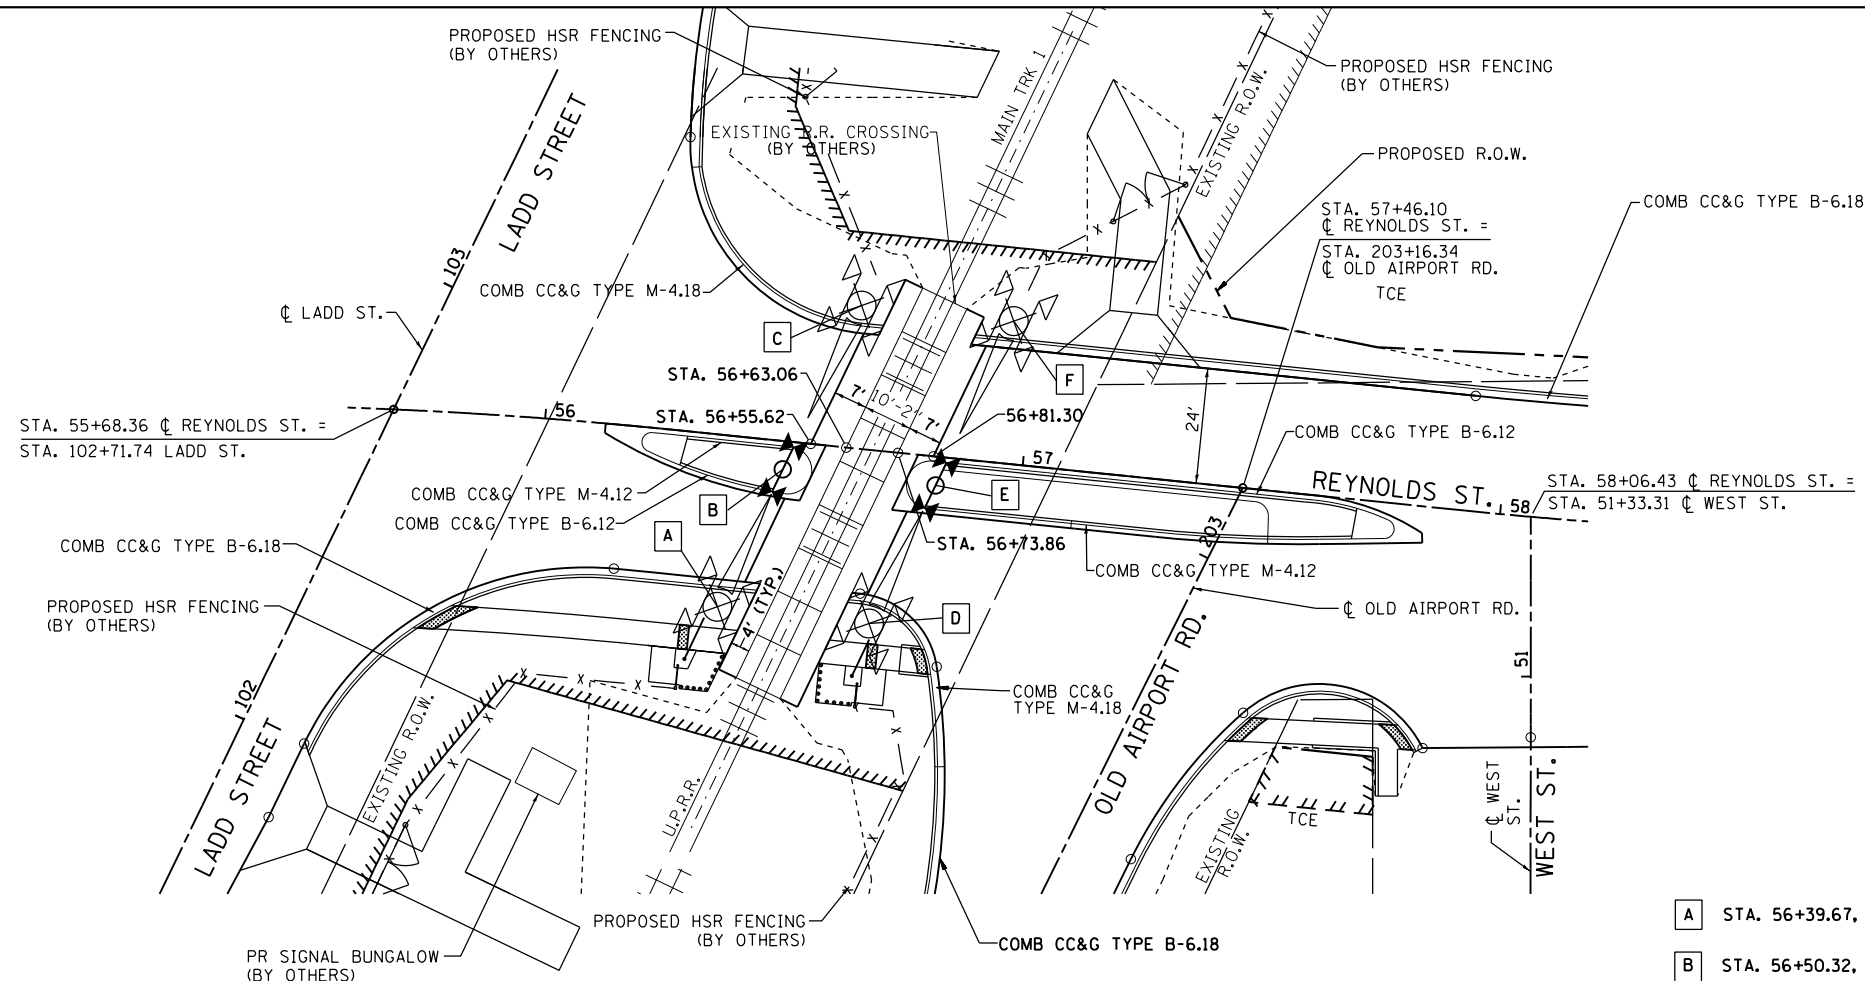 PROPOSED HSR FENCING
(BY OTHERS)
MAIN TRK 1
EXISTING R.O.W.
PROPOSED HSR FENCING
(BY OTHERS)
LADD STREET
103
EXISTING R.R. CROSSING
(BY OTHERS)
PROPOSED R.O.W.
STA. 57+46.10
℄ REYNOLDS ST. =
STA. 203+16.34
℄ OLD AIRPORT RD.
TCE
COMB CC&G TYPE B-6.18
COMB CC&G TYPE M-4.18
℄ LADD ST.
C
F
STA. 56+63.06
7'
10'-2"
7'
STA. 56+55.62
56+81.30
24'
56
STA. 55+68.36 ℄ REYNOLDS ST. =
STA. 102+71.74 LADD ST.
COMB CC&G TYPE B-6.12
57
REYNOLDS ST.
58
STA. 58+06.43 ℄ REYNOLDS ST. =
STA. 51+33.31 ℄ WEST ST.
COMB CC&G TYPE M-4.12
COMB CC&G TYPE B-6.12
B
E
A
STA. 56+73.86
203
COMB CC&G TYPE M-4.12
COMB CC&G TYPE B-6.18
PROPOSED HSR FENCING
(BY OTHERS)
4' (TYP.)
D
℄ OLD AIRPORT RD.
OLD AIRPORT RD.
51
102
LADD STREET
EXISTING R.O.W.
COMB CC&G
TYPE M-4.18
U.P.R.R.
TCE
EXISTING
R.O.W.
℄ WEST
ST.
WEST ST.
PROPOSED HSR FENCING
(BY OTHERS)
COMB CC&G TYPE B-6.18
PR SIGNAL BUNGALOW
(BY OTHERS)
A STA. 56+39.67,
B STA. 56+50.32,